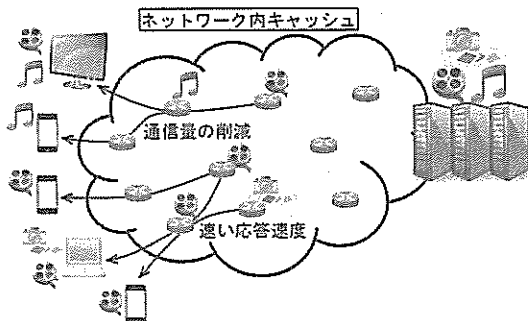 ネットワーク内キャッシュ
通信量の削減
速い応答速度